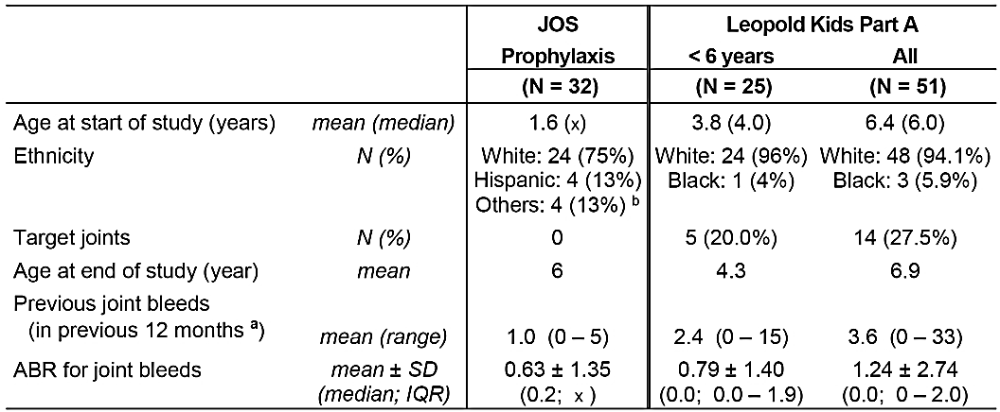 JOS Leopold Kids Part A
Prophylaxis < 6 years All
(N = 32) (N = 25) (N = 51)
Age at start of study (years) mean (median) 1.6 (x) 3.8 (4.0) 6.4 (6.0)
Ethnicity N (%) White: 24 (75%) White: 24 (96%) White: 48 (94.1%)
Hispanic: 4 (13%) Black: 1 (4%) Black: 3 (5.9%)
Others: 4 (13%) b
Target joints N (%) 0 5 (20.0%) 14 (27.5%)
Age at end of study (year) mean 6 4.3 6.9
Previous joint bleeds
(in previous 12 months a) mean (range) 1.0 (0 – 5) 2.4 (0 – 15) 3.6 (0 – 33)
ABR for joint bleeds mean ± SD 0.63 ± 1.35 0.79 ± 1.40 1.24 ± 2.74
(median; IQR) (0.2; x ) (0.0; 0.0 – 1.9) (0.0; 0 – 2.0)